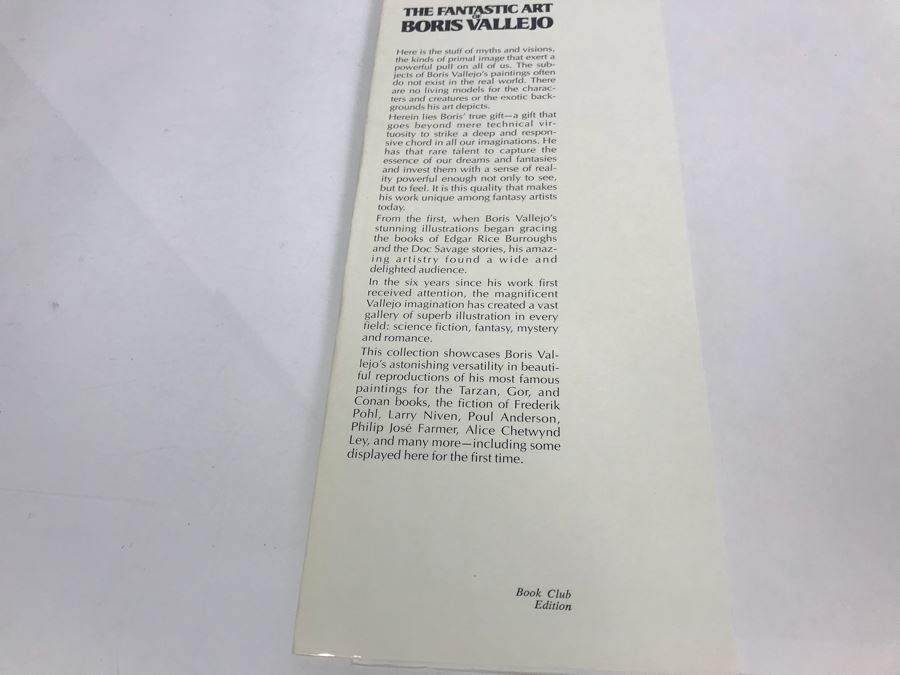 THE FANTASTIC ART
OF
BORIS VALLEJO
Here is the stuff of myths and visions,
the kinds of primal image that exert a
powerful pull on all of us. The sub-
jects of Boris Vallejo's paintings often
do not exist in the real world. There
are no living models for the charac-
ters and creatures or the exotic back-
grounds his art depicts.
Herein lies Boris' true gift—a gift that
goes beyond mere technical vir-
tuosity to strike a deep and respon-
sive chord in all our imaginations. He
has that rare talent to capture the
essence of our dreams and fantasies
and invest them with a sense of real-
ity powerful enough not only to see,
but to feel. It is this quality that makes
his work unique among fantasy artists
today.
From the first, when Boris Vallejo's
stunning illustrations began gracing
the books of Edgar Rice Burroughs
and the Doc Savage stories, his amaz-
ing artistry found a wide and
delighted audience.
In the six years since his work first
received attention, the magnificent
Vallejo imagination has created a vast
gallery of superb illustration in every
field: science fiction, fantasy, mystery
and romance.
This collection showcases Boris Val-
lejo's astonishing versatility in beauti-
ful reproductions of his most famous
paintings for the Tarzan, Gor, and
Conan books, the fiction of Frederik
Pohl, Larry Niven, Poul Anderson,
Philip José Farmer, Alice Chetwynd
Ley, and many more—including some
displayed here for the first time.
Book Club
Edition